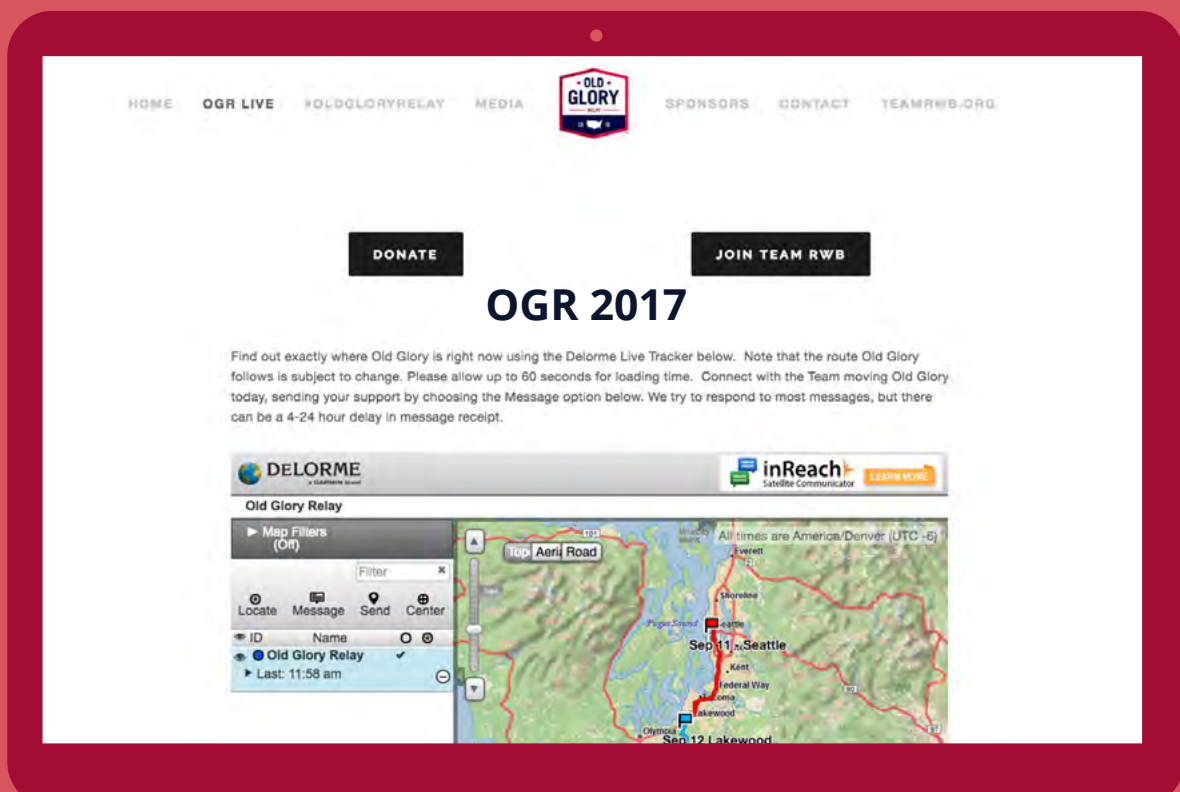 HOME OGR LIVE #OLDGLORYRELAY MEDIA
• OLD •
GLORY
RELAY
SPONSORS CONTACT TEAMRWB.ORG
DONATE JOIN TEAM RWB
OGR 2017
Find out exactly where Old Glory is right now using the Delorme Live Tracker below. Note that the route Old Glory
follows is subject to change. Please allow up to 60 seconds for loading time. Connect with the Team moving Old Glory
today, sending your support by choosing the Message option below. We try to respond to most messages, but there
can be a 4-24 hour delay in message receipt.
DELORME
inReach
Satellite Communicator
LEARN MORE
Old Glory Relay
▶ Map Filters
(Off)
Filter ×
Locate Message Send Center
ID Name
Old Glory Relay ✔
▶ Last: 11:58 am
Top Aeri Road
All times are America/Denver (UTC -6)
101
Everett
2
Shoreline
Puget Sound
Seattle
Sep 11 Seattle
Kent
Federal Way
90
Lakewood
Olympia
Sep 12 Lakewood
97